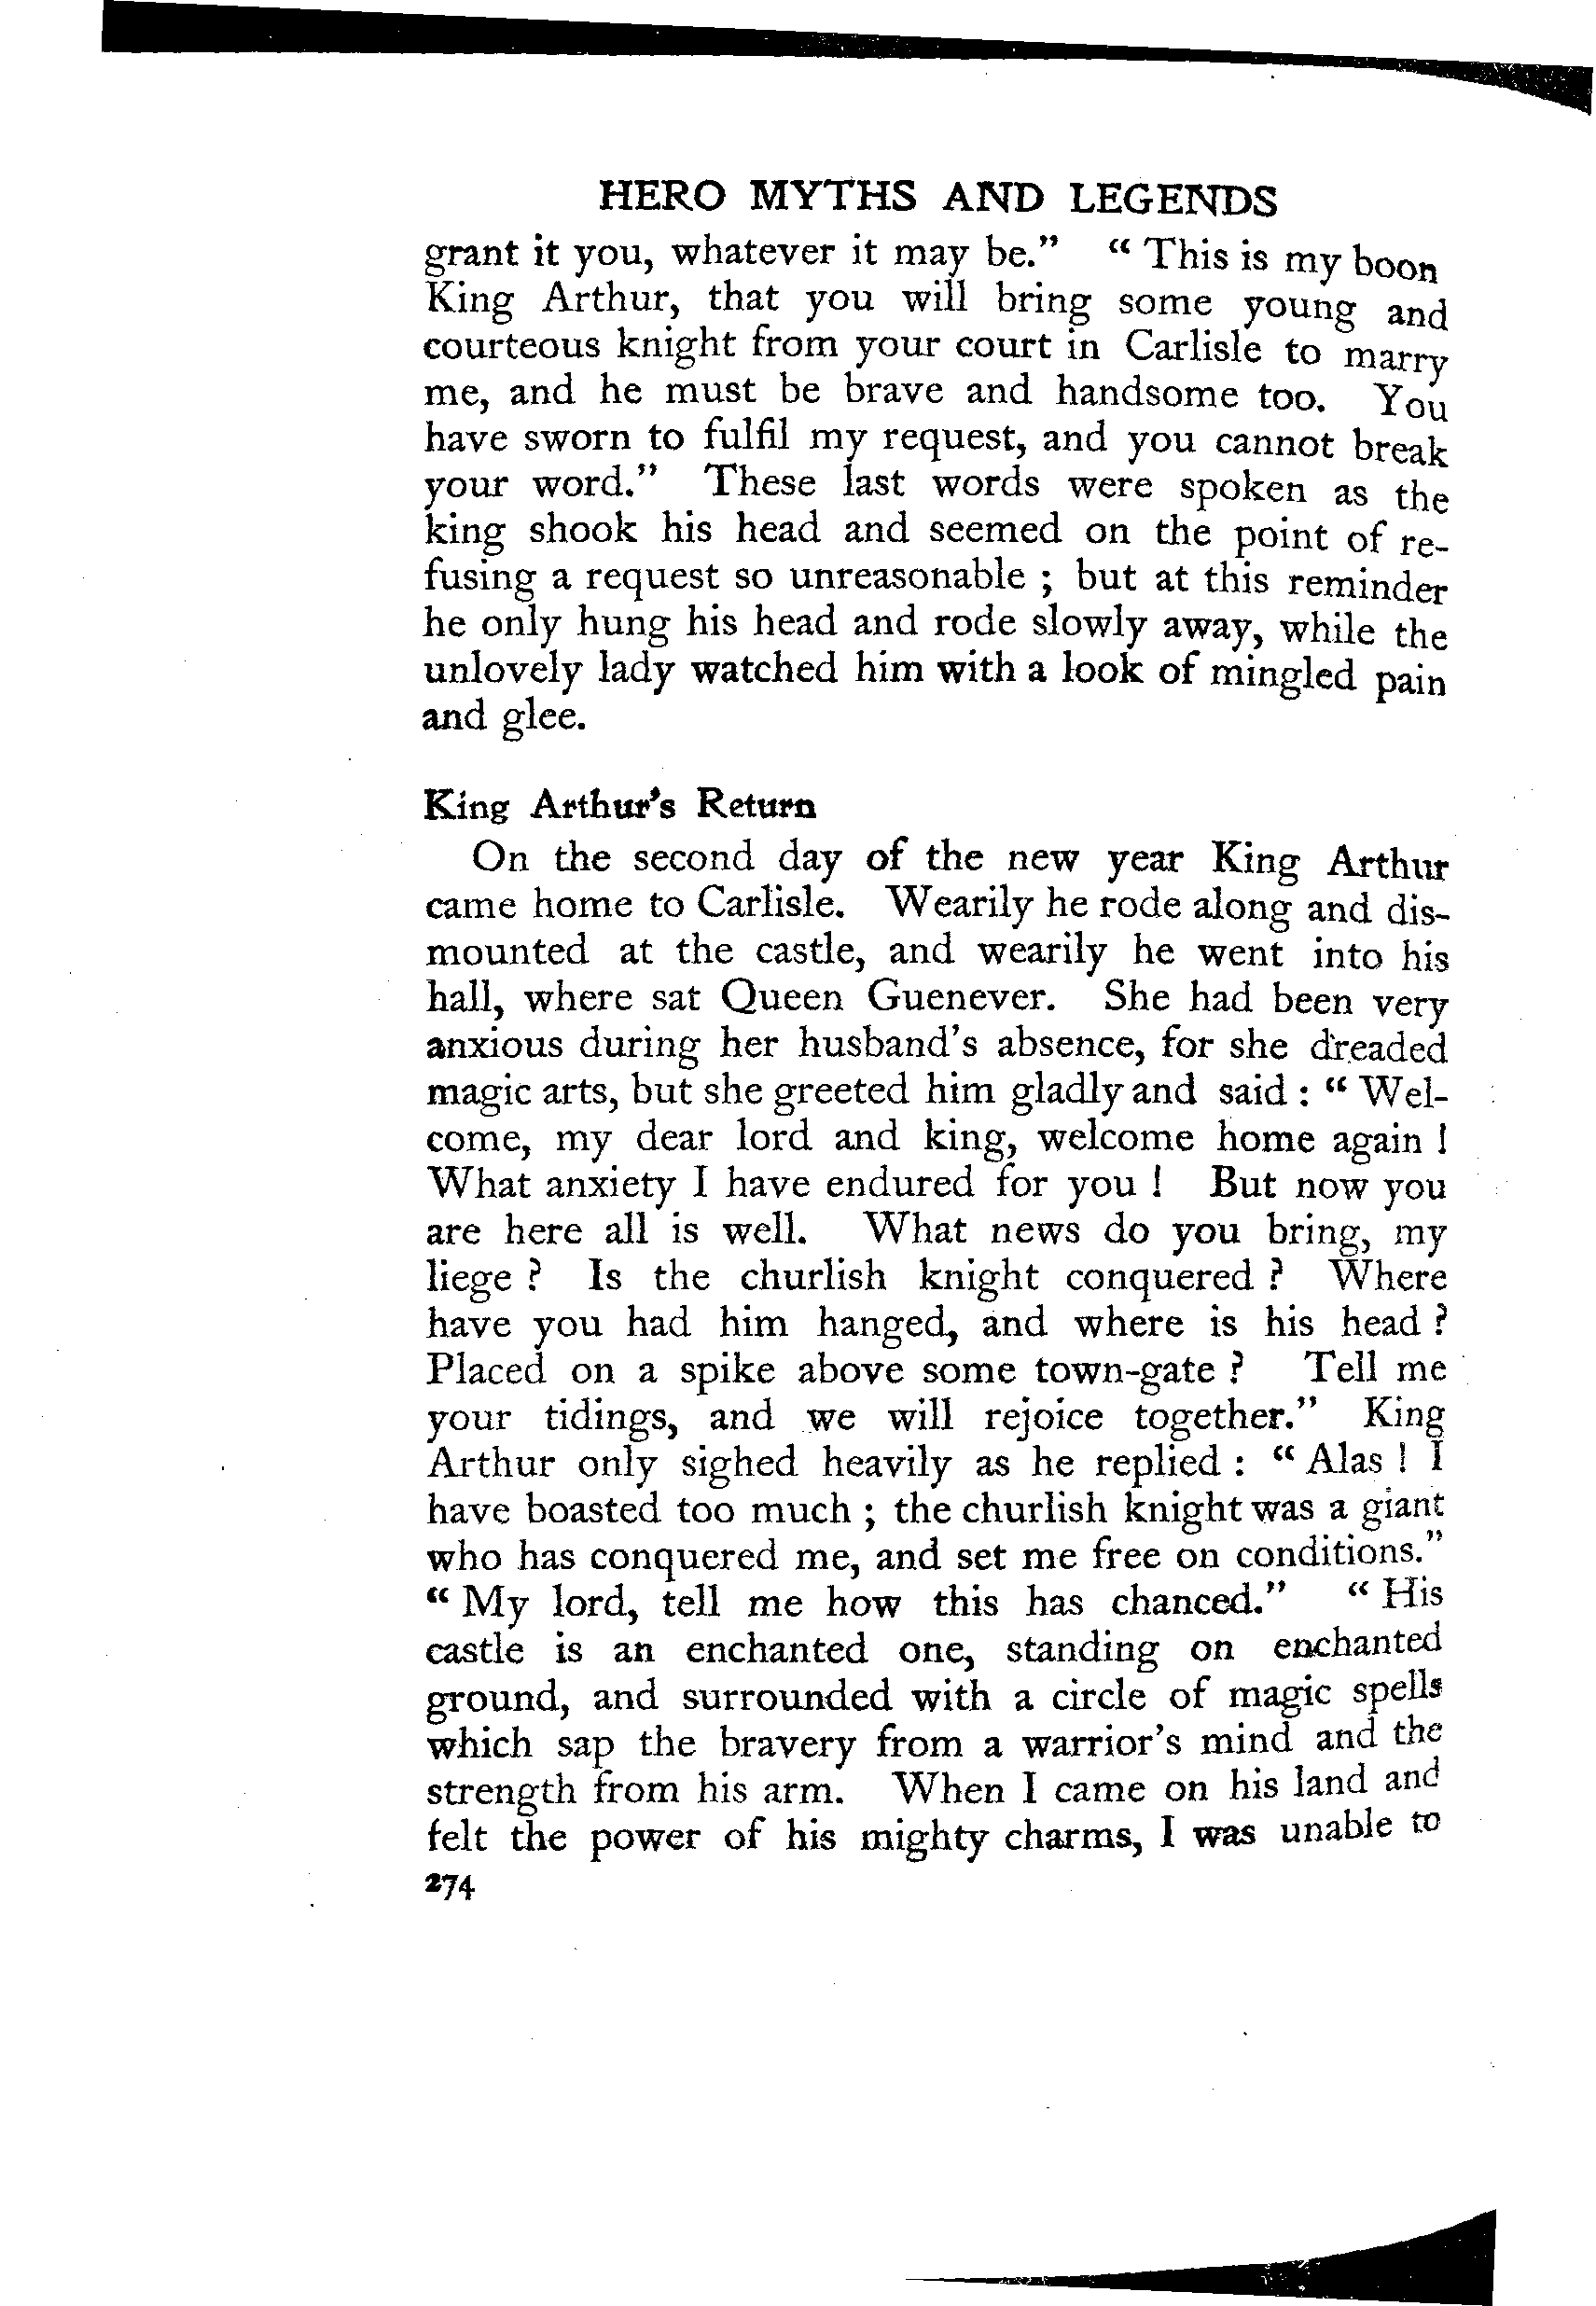 HERO MYTHS AND LEGENDS
grant it you, whatever it may be.” “ This is my boon
King Arthur, that you will bring some young and
courteous knight from your court in Carlisle to marry
me, and he must be brave and handsome too. You
have sworn to fulfil my request, and you cannot break
your word.” These last words were spoken as the
king shook his head and seemed on the point of re-
fusing a request so unreasonable ; but at this reminder
he only hung his head and rode slowly away, while the
unlovely lady watched him with a look of mingled pain
and glee.
King Arthur’s Return
On the second day of the new year King Arthur
came home to Carlisle. Wearily he rode along and dis-
mounted at the castle, and wearily he went into his
hall, where sat Queen Guenever. She had been very
anxious during her husband’s absence, for she dreaded
magic arts, but she greeted him gladly and said : “ Wel-
come, my dear lord and king, welcome home again !
What anxiety I have endured for you ! But now you
are here all is well. What news do you bring, my
liege ? Is the churlish knight conquered ? Where
have you had him hanged, and where is his head ?
Placed on a spike above some town-gate ? Tell me
your tidings, and we will rejoice together.” King
Arthur only sighed heavily as he replied : “ Alas ! I
have boasted too much ; the churlish knight was a giant
who has conquered me, and set me free on conditions.”
“ My lord, tell me how this has chanced.” “ His
castle is an enchanted one, standing on enchanted
ground, and surrounded with a circle of magic spells
which sap the bravery from a warrior’s mind and the
strength from his arm. When I came on his land and
felt the power of his mighty charms, I was unable to
274